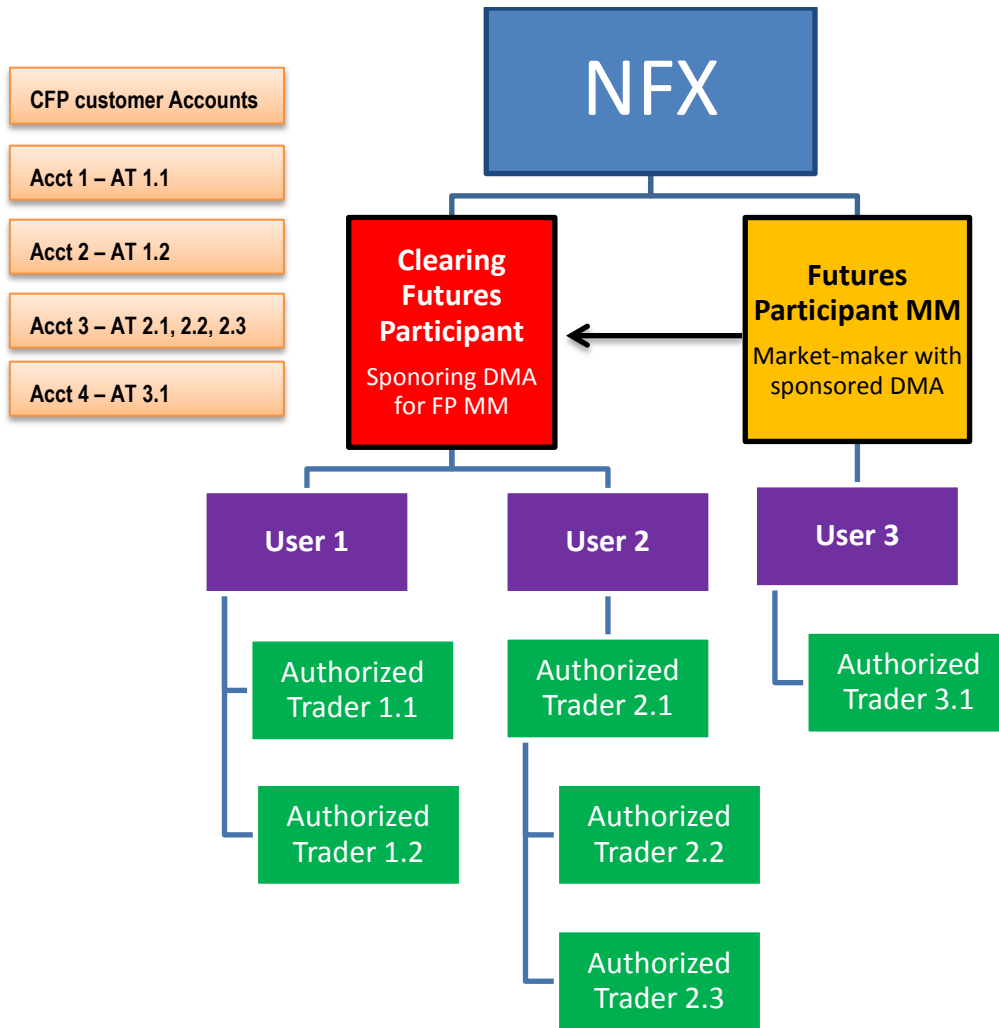 NFX
CFP customer Accounts
Acct 1 – AT 1.1
Acct 2 – AT 1.2
Acct 3 – AT 2.1, 2.2, 2.3
Acct 4 – AT 3.1
Clearing
Futures
Participant
Sponoring DMA
for FP MM
Futures
Participant MM
Market-maker with
sponsored DMA
User 1
User 2
User 3
Authorized
Trader 1.1
Authorized
Trader 2.1
Authorized
Trader 3.1
Authorized
Trader 1.2
Authorized
Trader 2.2
Authorized
Trader 2.3